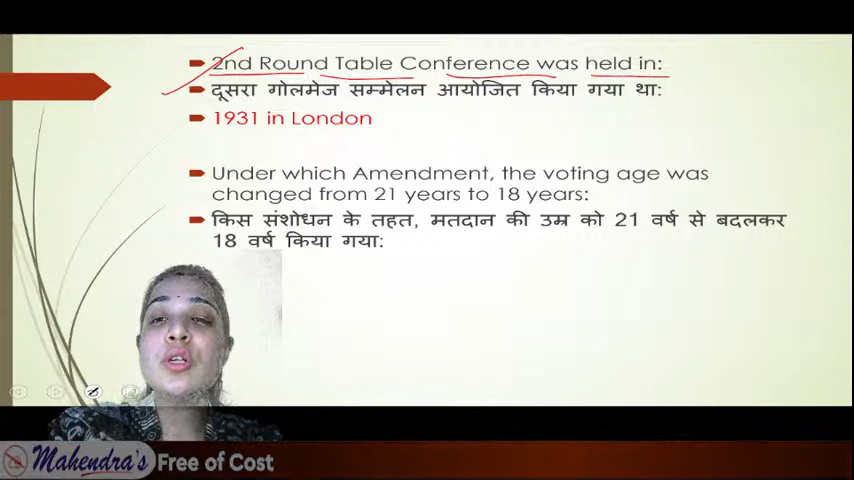 2nd Round Table Conference was held in:
दूसरा गोलमेज सम्मेलन आयोजित किया गया था:
1931 in London
Under which Amendment, the voting age was
changed from 21 years to 18 years:
किस संशोधन के तहत, मतदान की उम्र को 21 वर्ष से बदलकर
18 वर्ष किया गया:
Mahendra's Free of Cost